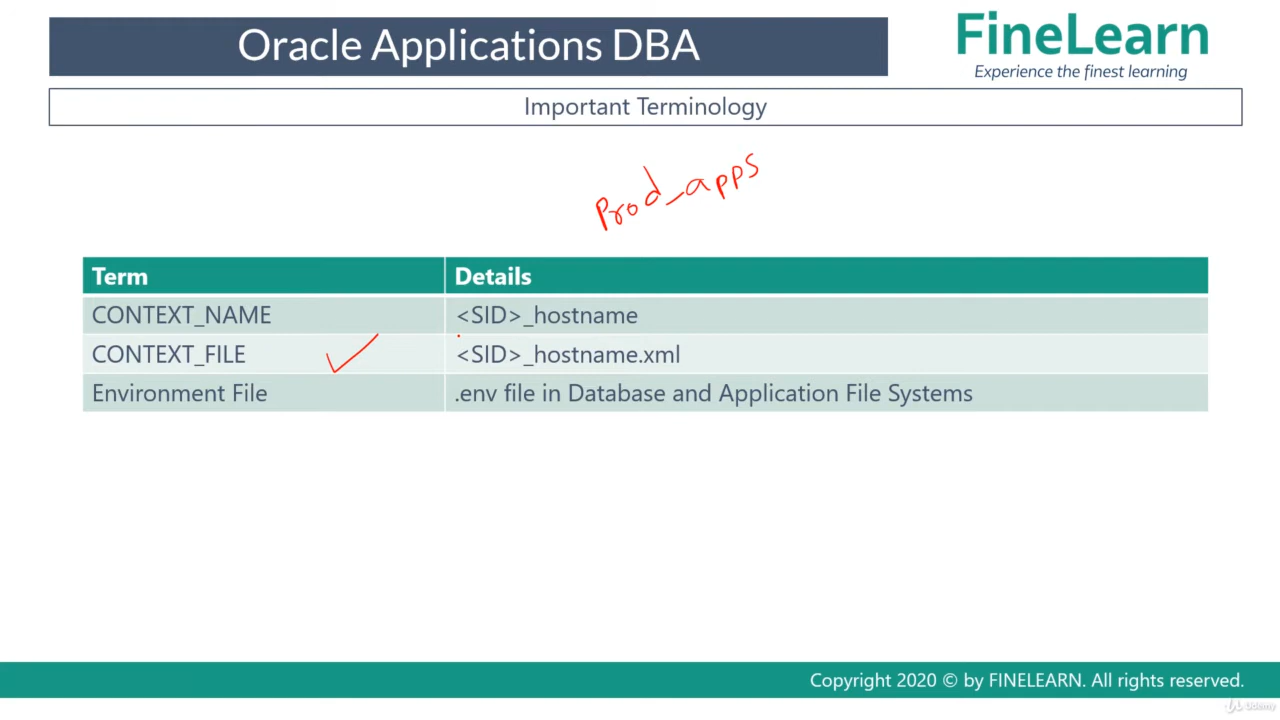 Oracle Applications DBA
FineLearn
Experience the finest learning
Important Terminology
Prod_apps
Term Details
CONTEXT_NAME <SID>_hostname
CONTEXT_FILE <SID>_hostname.xml
Environment File .env file in Database and Application File Systems
Copyright 2020 © by FINELEARN. All rights reserved.
Udemy